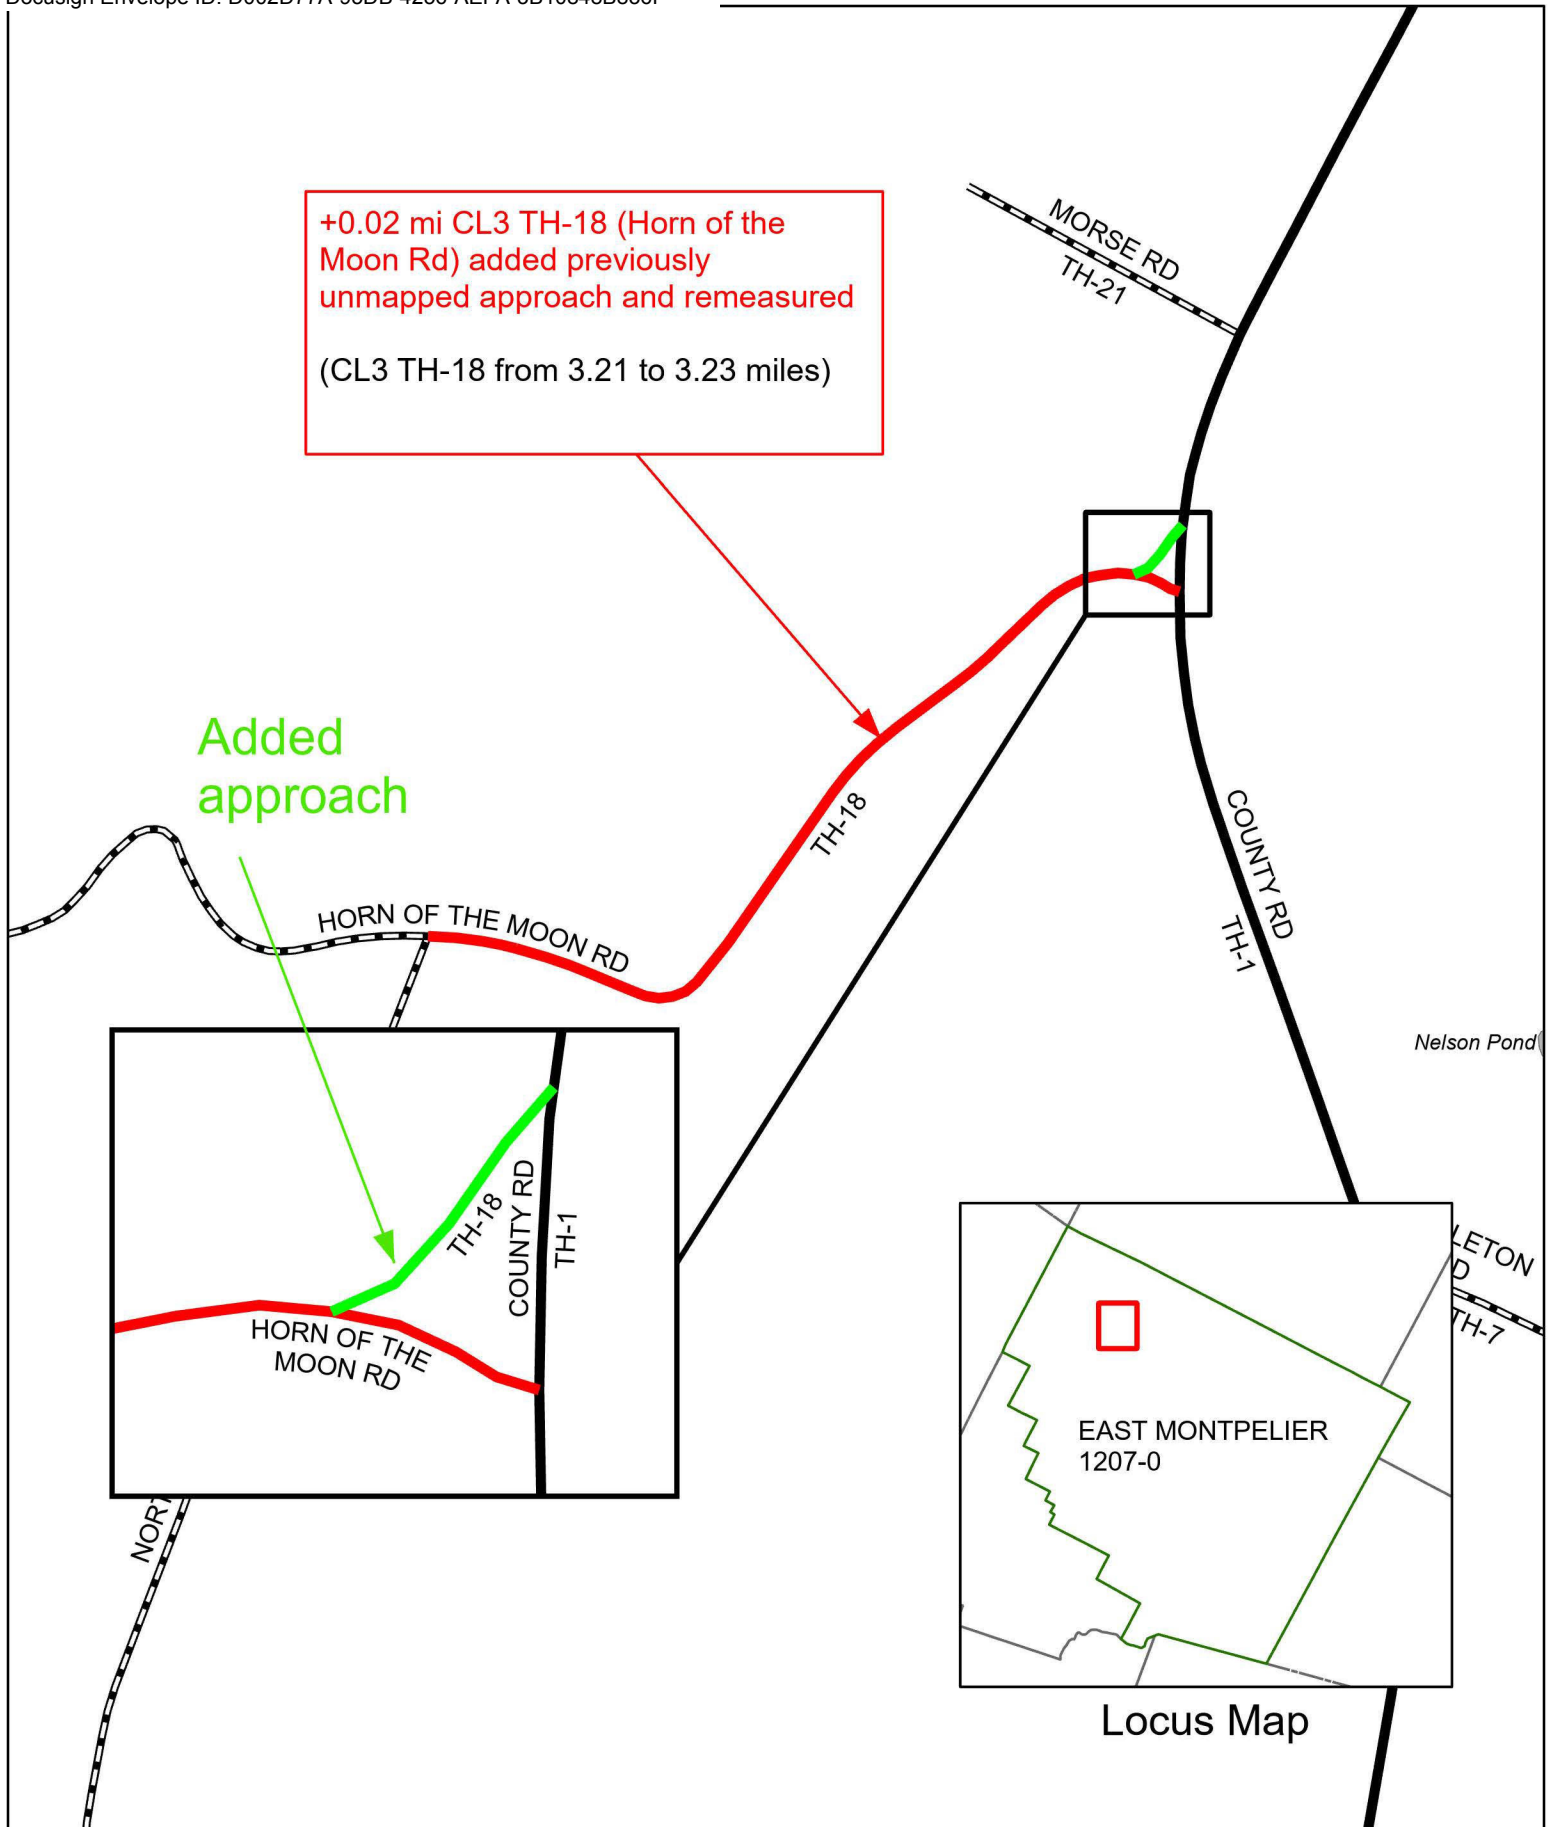 MORSE RD
TH-21
+0.02 mi CL3 TH-18 (Horn of the
Moon Rd) added previously
unmapped approach and remeasured
(CL3 TH-18 from 3.21 to 3.23 miles)
Added
approach
TH-18
COUNTY RD
TH-1
HORN OF THE MOON RD
Nelson Pond
TH-18
COUNTY RD
TH-1
HORN OF THE
MOON RD
LETON
D
TH-7
EAST MONTPELIER
1207-0
NORT
Locus Map